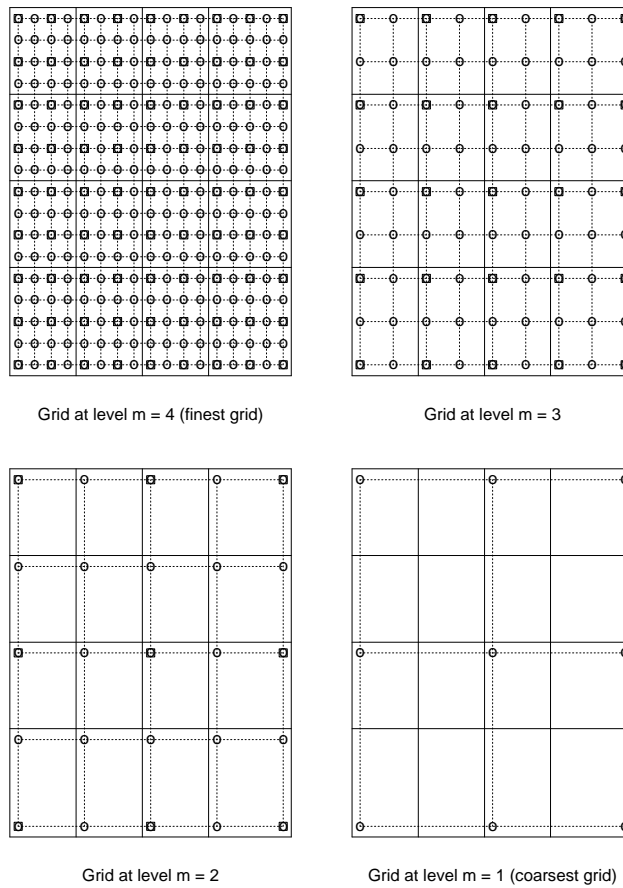 Grid at level m = 4 (finest grid)
Grid at level m = 3
Grid at level m = 2
Grid at level m = 1 (coarsest grid)